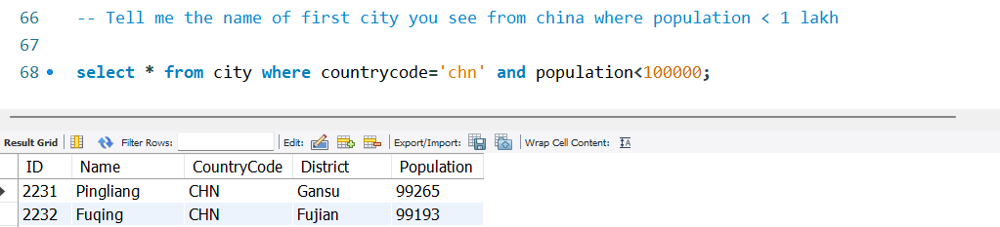 66 -- Tell me the name of first city you see from china where population < 1 lakh
67
68 select * from city where countrycode='chn' and population<100000;
Result Grid Filter Rows: Edit: Export/Import: Wrap Cell Content: IA
ID Name CountryCode District Population
2231 Pingliang CHN Gansu 99265
2232 Fuqing CHN Fujian 99193